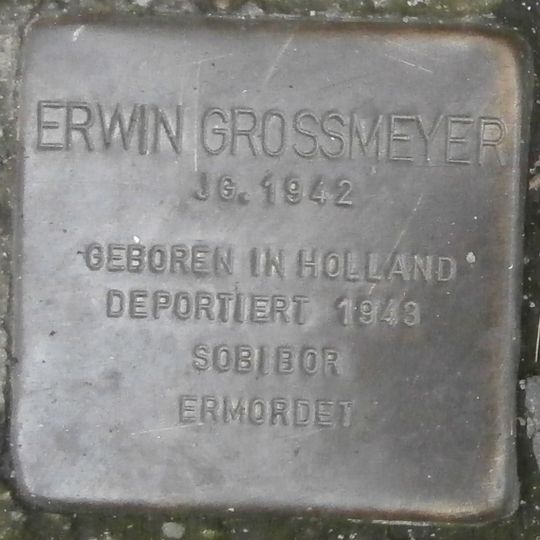 ERWIN GROSSMEYER
JG. 1942
GEBOREN IN HOLLAND
DEPORTIERT 1943
SOBIBOR
ERMORDET